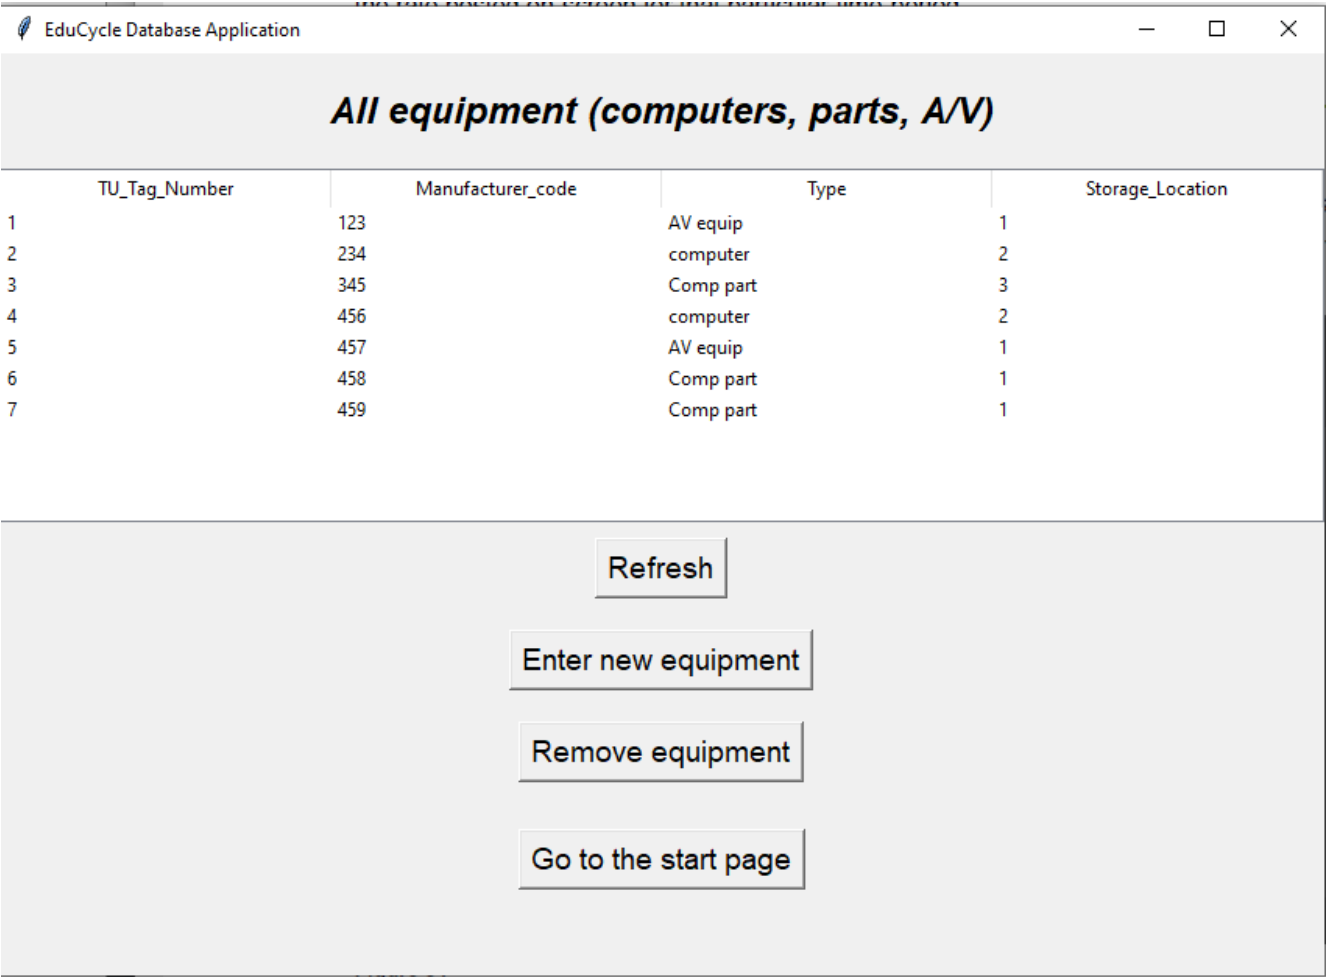 EduCycle Database Application
All equipment (computers, parts, A/V)
TU_Tag_Number Manufacturer_code Type Storage_Location
1 123 AV equip 1
2 234 computer 2
3 345 Comp part 3
4 456 computer 2
5 457 AV equip 1
6 458 Comp part 1
7 459 Comp part 1
Refresh
Enter new equipment
Remove equipment
Go to the start page